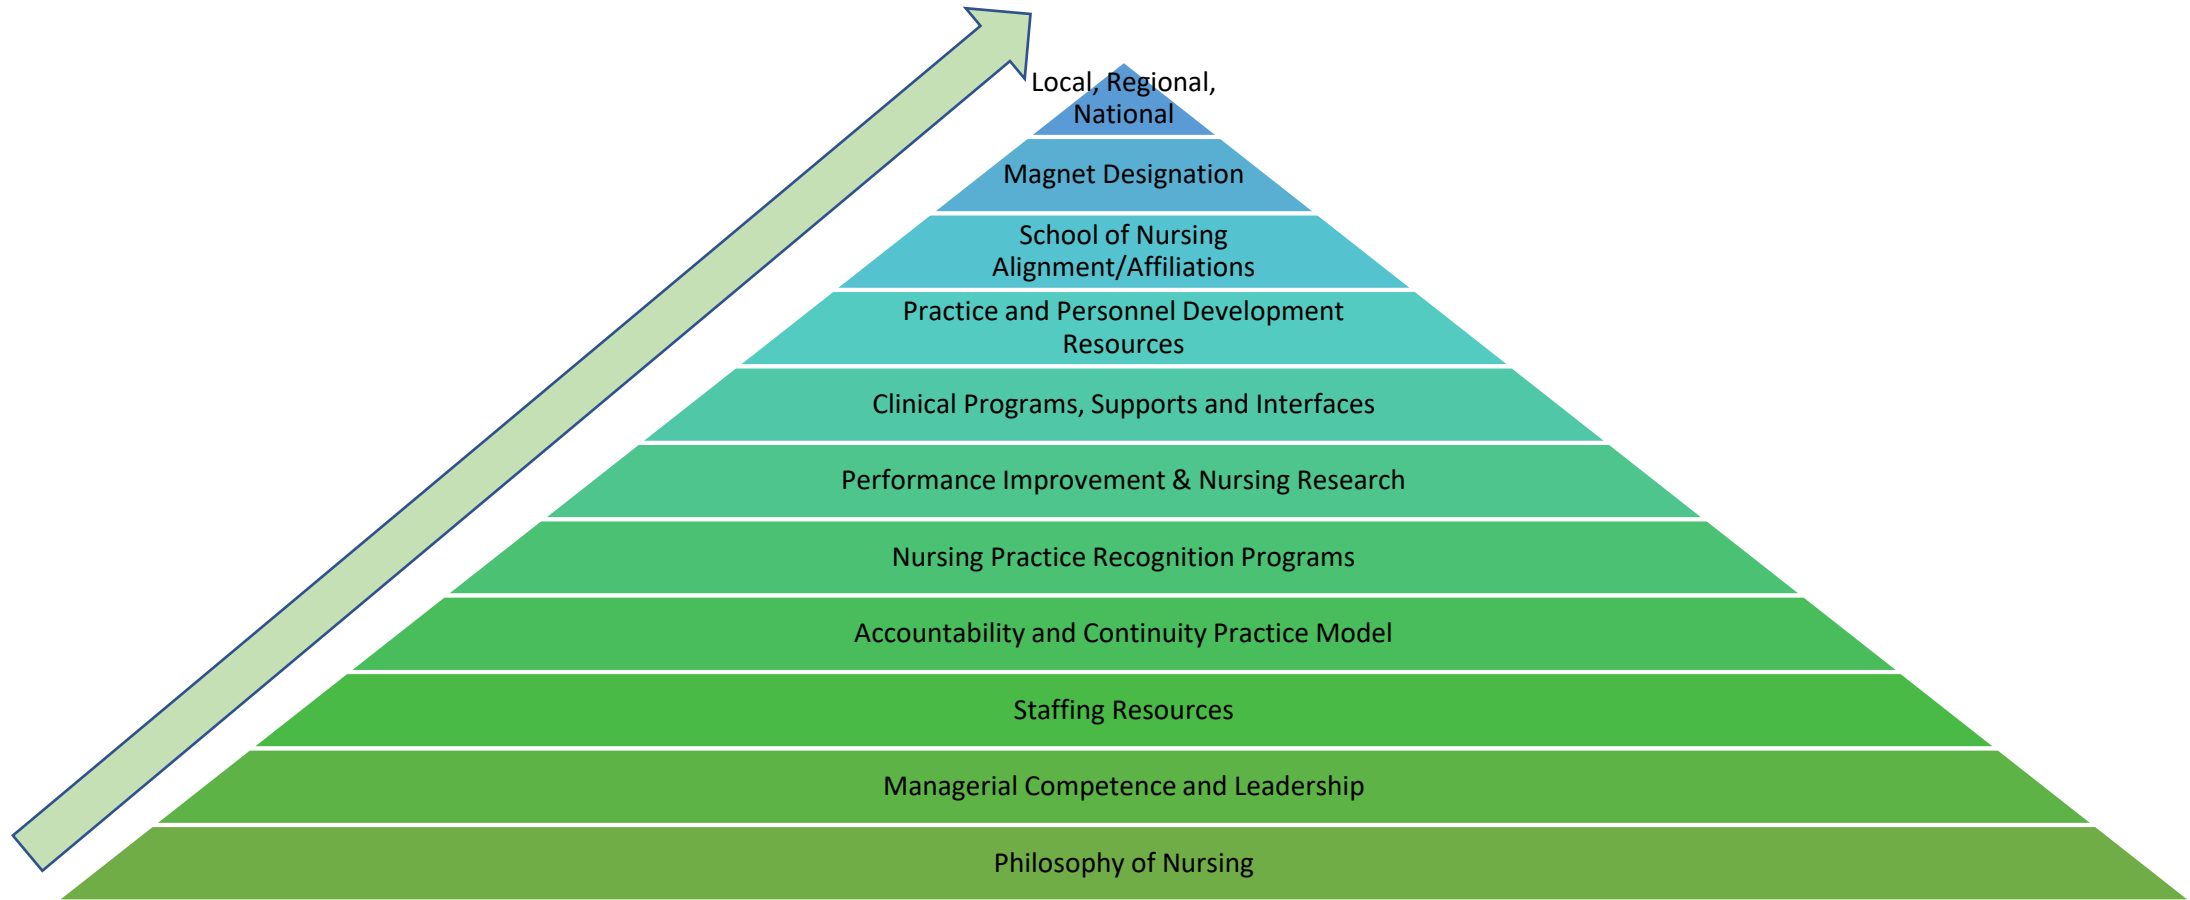 Local, Regional,
National
Magnet Designation
School of Nursing
Alignment/Affiliations
Practice and Personnel Development
Resources
Clinical Programs, Supports and Interfaces
Performance Improvement & Nursing Research
Nursing Practice Recognition Programs
Accountability and Continuity Practice Model
Staffing Resources
Managerial Competence and Leadership
Philosophy of Nursing